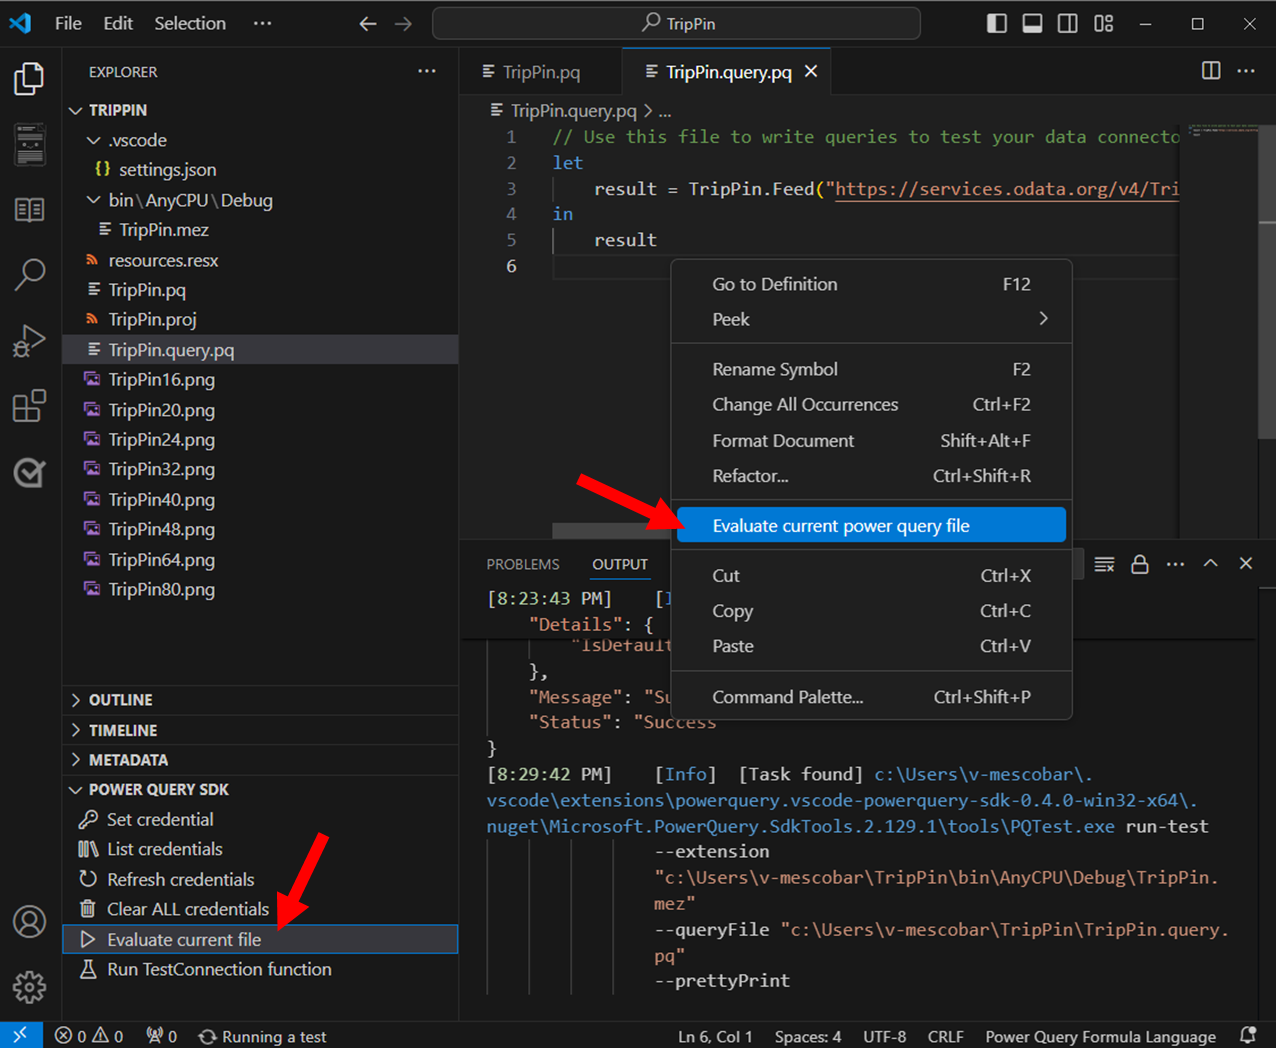 File Edit Selection ··· TripPin
EXPLORER ···
TRIPPIN
.vscode
{} settings.json
bin\AnyCPU\Debug
TripPin.mez
resources.resx
TripPin.pq
TripPin.proj
TripPin.query.pq
TripPin16.png
TripPin20.png
TripPin24.png
TripPin32.png
TripPin40.png
TripPin48.png
TripPin64.png
TripPin80.png
OUTLINE
TIMELINE
METADATA
POWER QUERY SDK
Set credential
List credentials
Refresh credentials
Clear ALL credentials
Evaluate current file
Run TestConnection function
TripPin.pq TripPin.query.pq ···
TripPin.query.pq > ...
1 // Use this file to write queries to test your data connecto
2 let
3 result = TripPin.Feed("https://services.odata.org/v4/Tri
4 in
5 result
6
Go to Definition F12
Peek
Rename Symbol F2
Change All Occurrences Ctrl+F2
Format Document Shift+Alt+F
Refactor... Ctrl+Shift+R
Evaluate current power query file
Cut Ctrl+X
Copy Ctrl+C
Paste Ctrl+V
Command Palette... Ctrl+Shift+P
PROBLEMS OUTPUT ···
[8:23:43 PM] [I
"Details": {
"IsDefault
},
"Message": "Su
"Status": "Success
}
[8:29:42 PM] [Info] [Task found] c:\Users\v-mescobar\.
vscode\extensions\powerquery.vscode-powerquery-sdk-0.4.0-win32-x64\.
nuget\Microsoft.PowerQuery.SdkTools.2.129.1\tools\PQTest.exe run-test
--extension
"c:\Users\v-mescobar\TripPin\bin\AnyCPU\Debug\TripPin.
mez"
--queryFile "c:\Users\v-mescobar\TripPin\TripPin.query.
pq"
--prettyPrint
0 0 0 Running a test Ln 6, Col 1 Spaces: 4 UTF-8 CRLF Power Query Formula Language